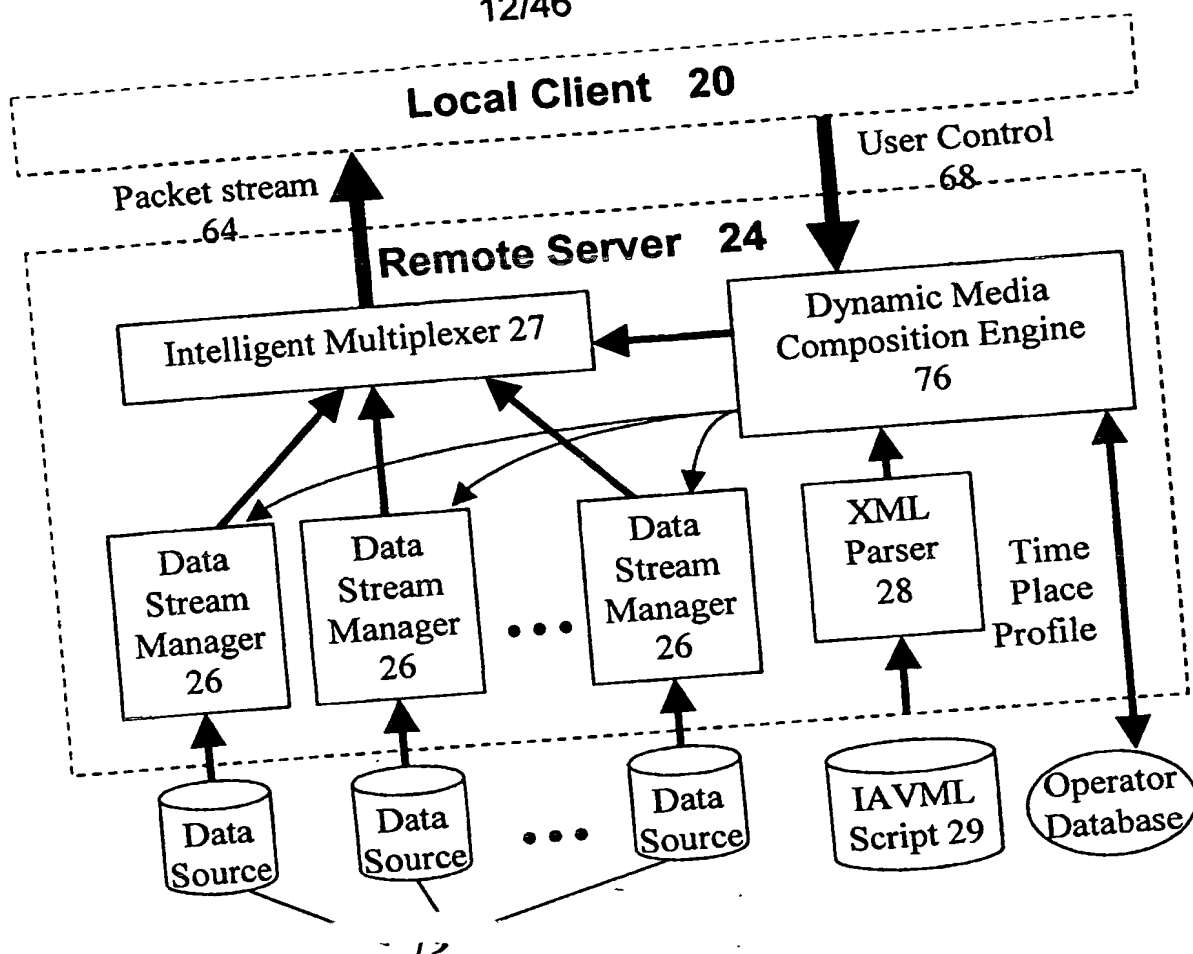 12/46
Local Client 20
Packet stream
64
User Control
68
Remote Server 24
Intelligent Multiplexer 27
Dynamic Media
Composition Engine
76
Data
Stream
Manager
26
Data
Stream
Manager
26
Data
Stream
Manager
26
XML
Parser
28
Time
Place
Profile
Data
Source
Data
Source
Data
Source
IAVML
Script 29
Operator
Database